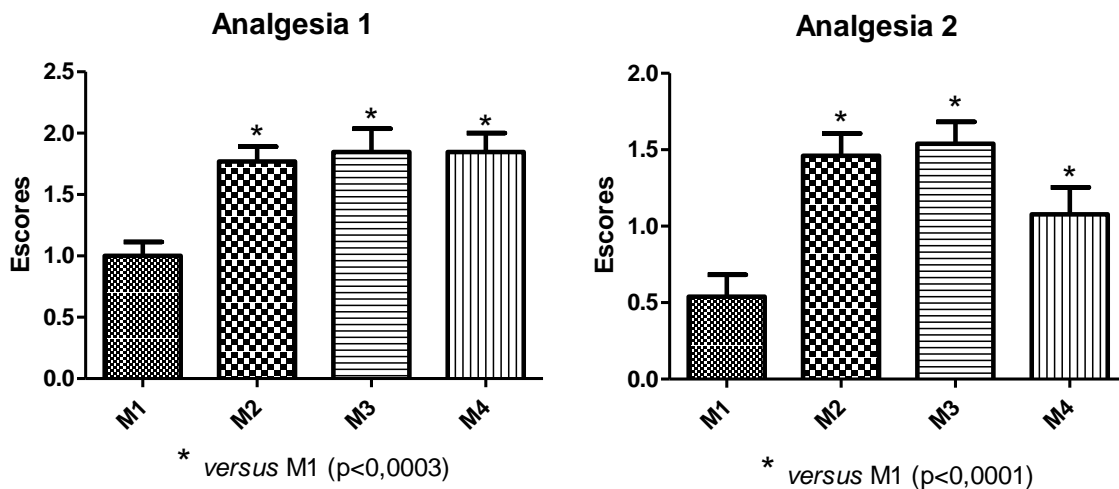 Analgesia 1
2.5
2.0
1.5
1.0
0.5
0.0
Escores
* * *
M1 M2 M3 M4
* versus M1 (p<0,0003)
Analgesia 2
2.0
1.5
1.0
0.5
0.0
Escores
* * *
M1 M2 M3 M4
* versus M1 (p<0,0001)